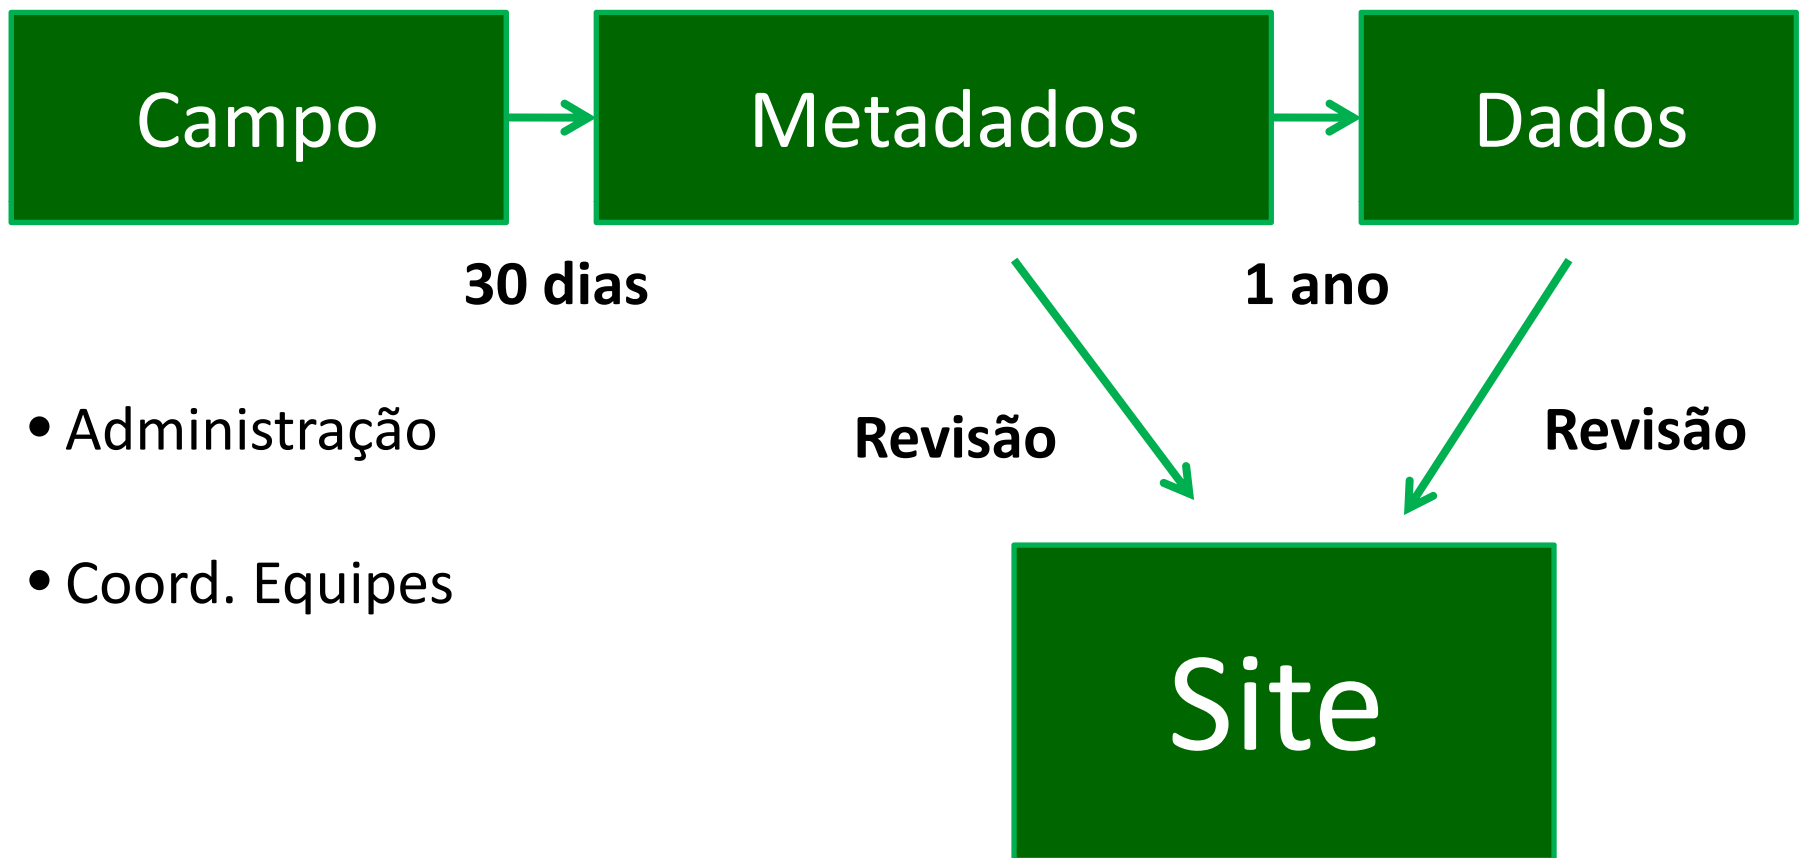 Campo
Metadados
Dados
30 dias
1 ano
• Administração
Revisão
Revisão
• Coord. Equipes
Site